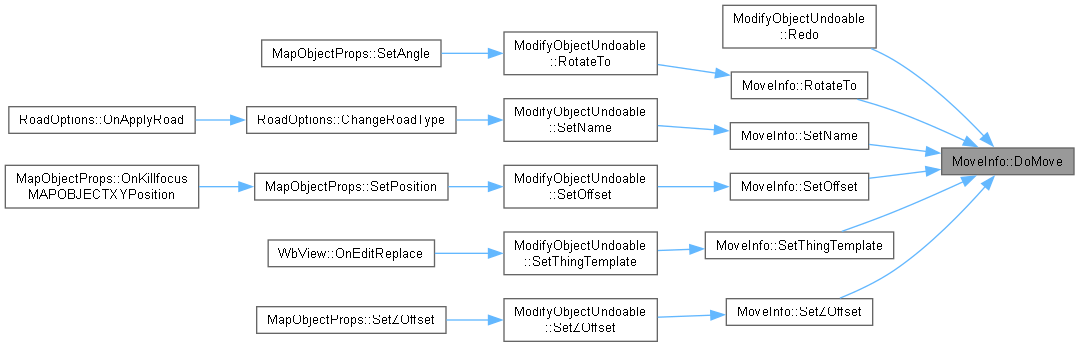 ModifyObjectUndoable
::Redo
MapObjectProps::SetAngle
ModifyObjectUndoable
::RotateTo
MoveInfo::RotateTo
RoadOptions::OnApplyRoad
RoadOptions::ChangeRoadType
ModifyObjectUndoable
::SetName
MoveInfo::SetName
MoveInfo::DoMove
MapObjectProps::OnKillfocus
MAPOBJECTXYPosition
MapObjectProps::SetPosition
ModifyObjectUndoable
::SetOffset
MoveInfo::SetOffset
WbView::OnEditReplace
ModifyObjectUndoable
::SetThingTemplate
MoveInfo::SetThingTemplate
MapObjectProps::SetZOffset
ModifyObjectUndoable
::SetZOffset
MoveInfo::SetZOffset